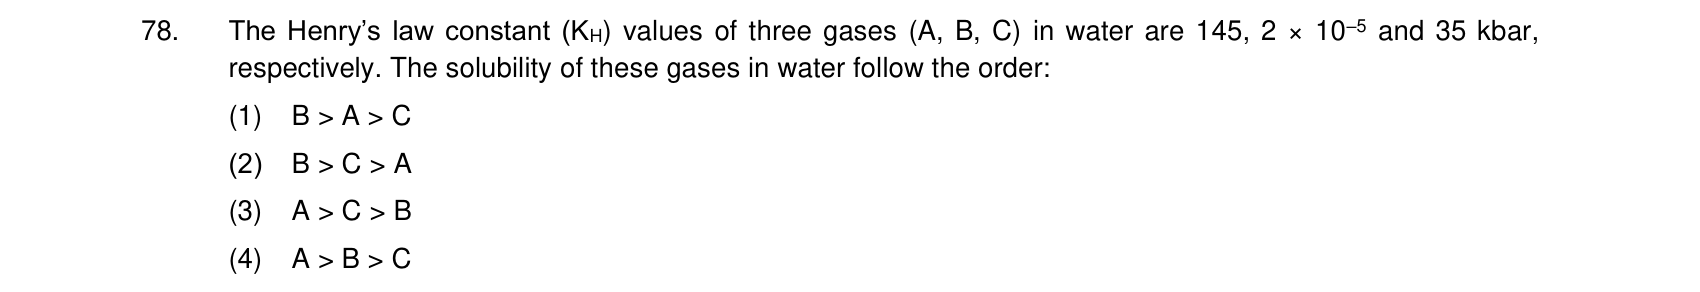 78. The Henry's law constant (K_H) values of three gases (A, B, C) in water are 145, 2 × 10⁻⁵ and 35 kbar,
respectively. The solubility of these gases in water follow the order:
(1) B > A > C
(2) B > C > A
(3) A > C > B
(4) A > B > C